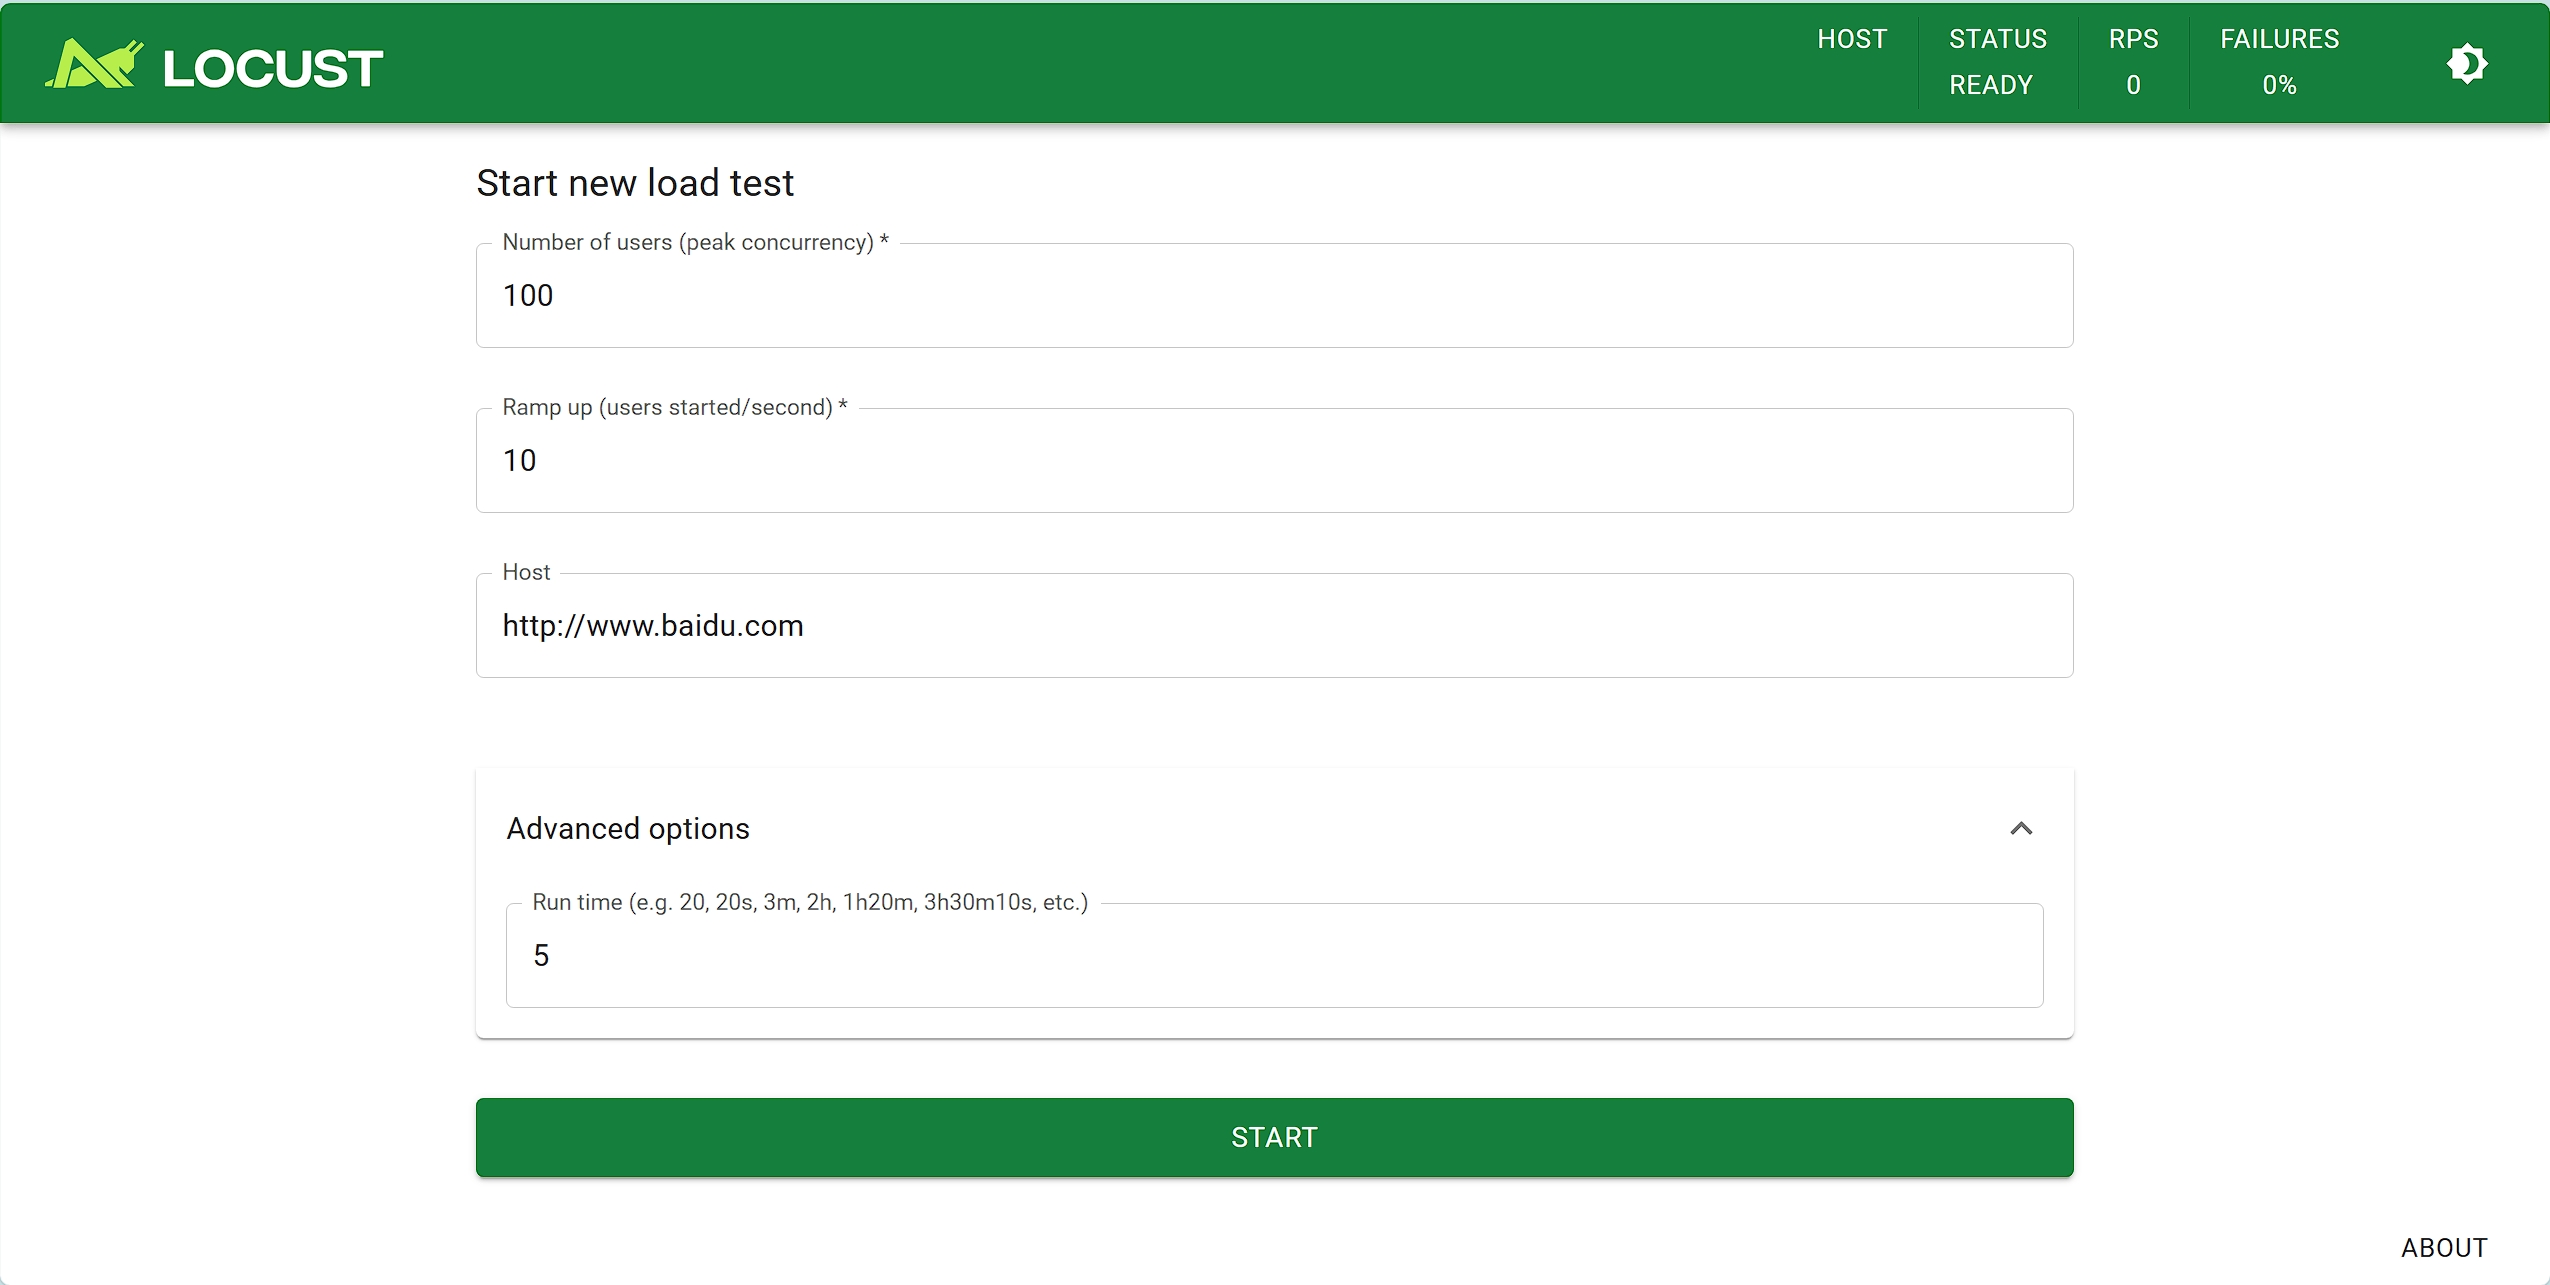 LOCUST
HOST
STATUS
READY
RPS
0
FAILURES
0%
Start new load test
Number of users (peak concurrency) *
100
Ramp up (users started/second) *
10
Host
http://www.baidu.com
Advanced options
Run time (e.g. 20, 20s, 3m, 2h, 1h20m, 3h30m10s, etc.)
5
START
ABOUT